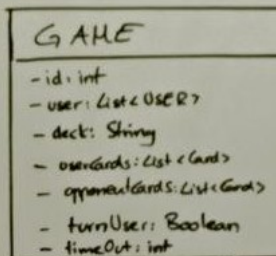 GAME
- id: int
- user: List<USER>
- deck: String
- userCards: List<Card>
- opponentCards: List<Card>
- turnUser: Boolean
- timeOut: int